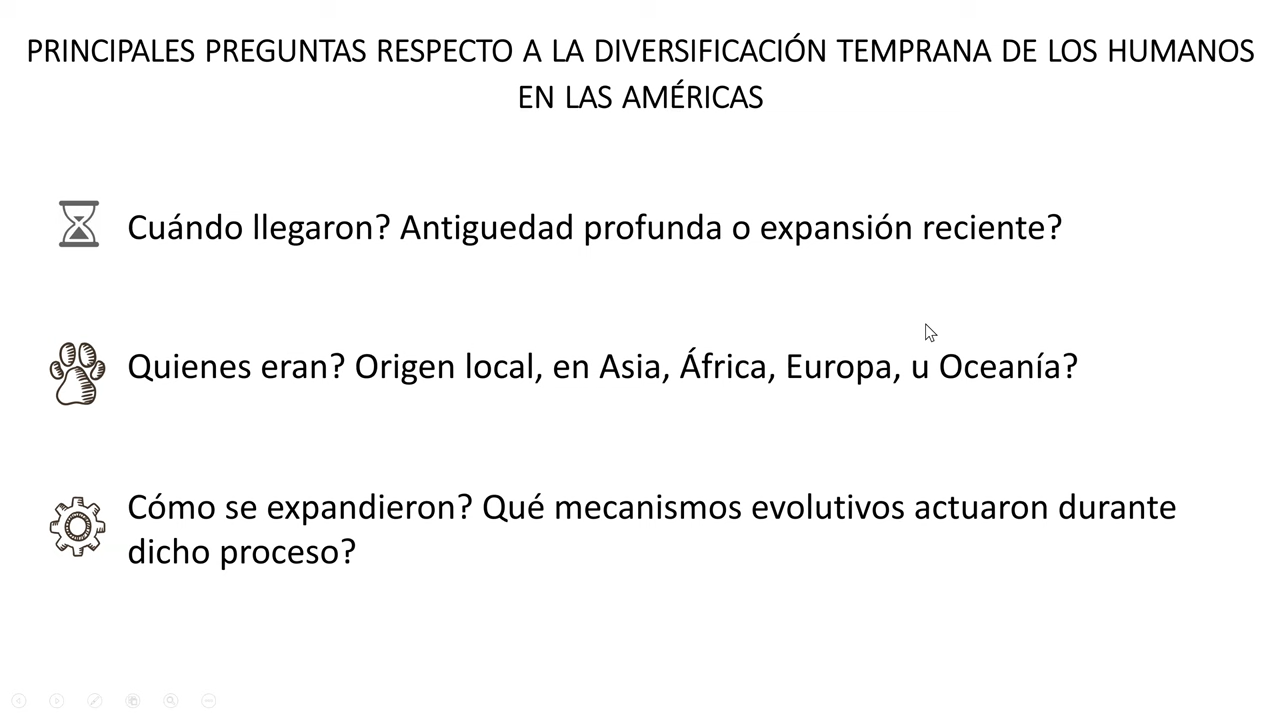 PRINCIPALES PREGUNTAS RESPECTO A LA DIVERSIFICACIÓN TEMPRANA DE LOS HUMANOS
EN LAS AMÉRICAS
Cuándo llegaron? Antiguedad profunda o expansión reciente?
Quienes eran? Origen local, en Asia, África, Europa, u Oceanía?
Cómo se expandieron? Qué mecanismos evolutivos actuaron durante
dicho proceso?